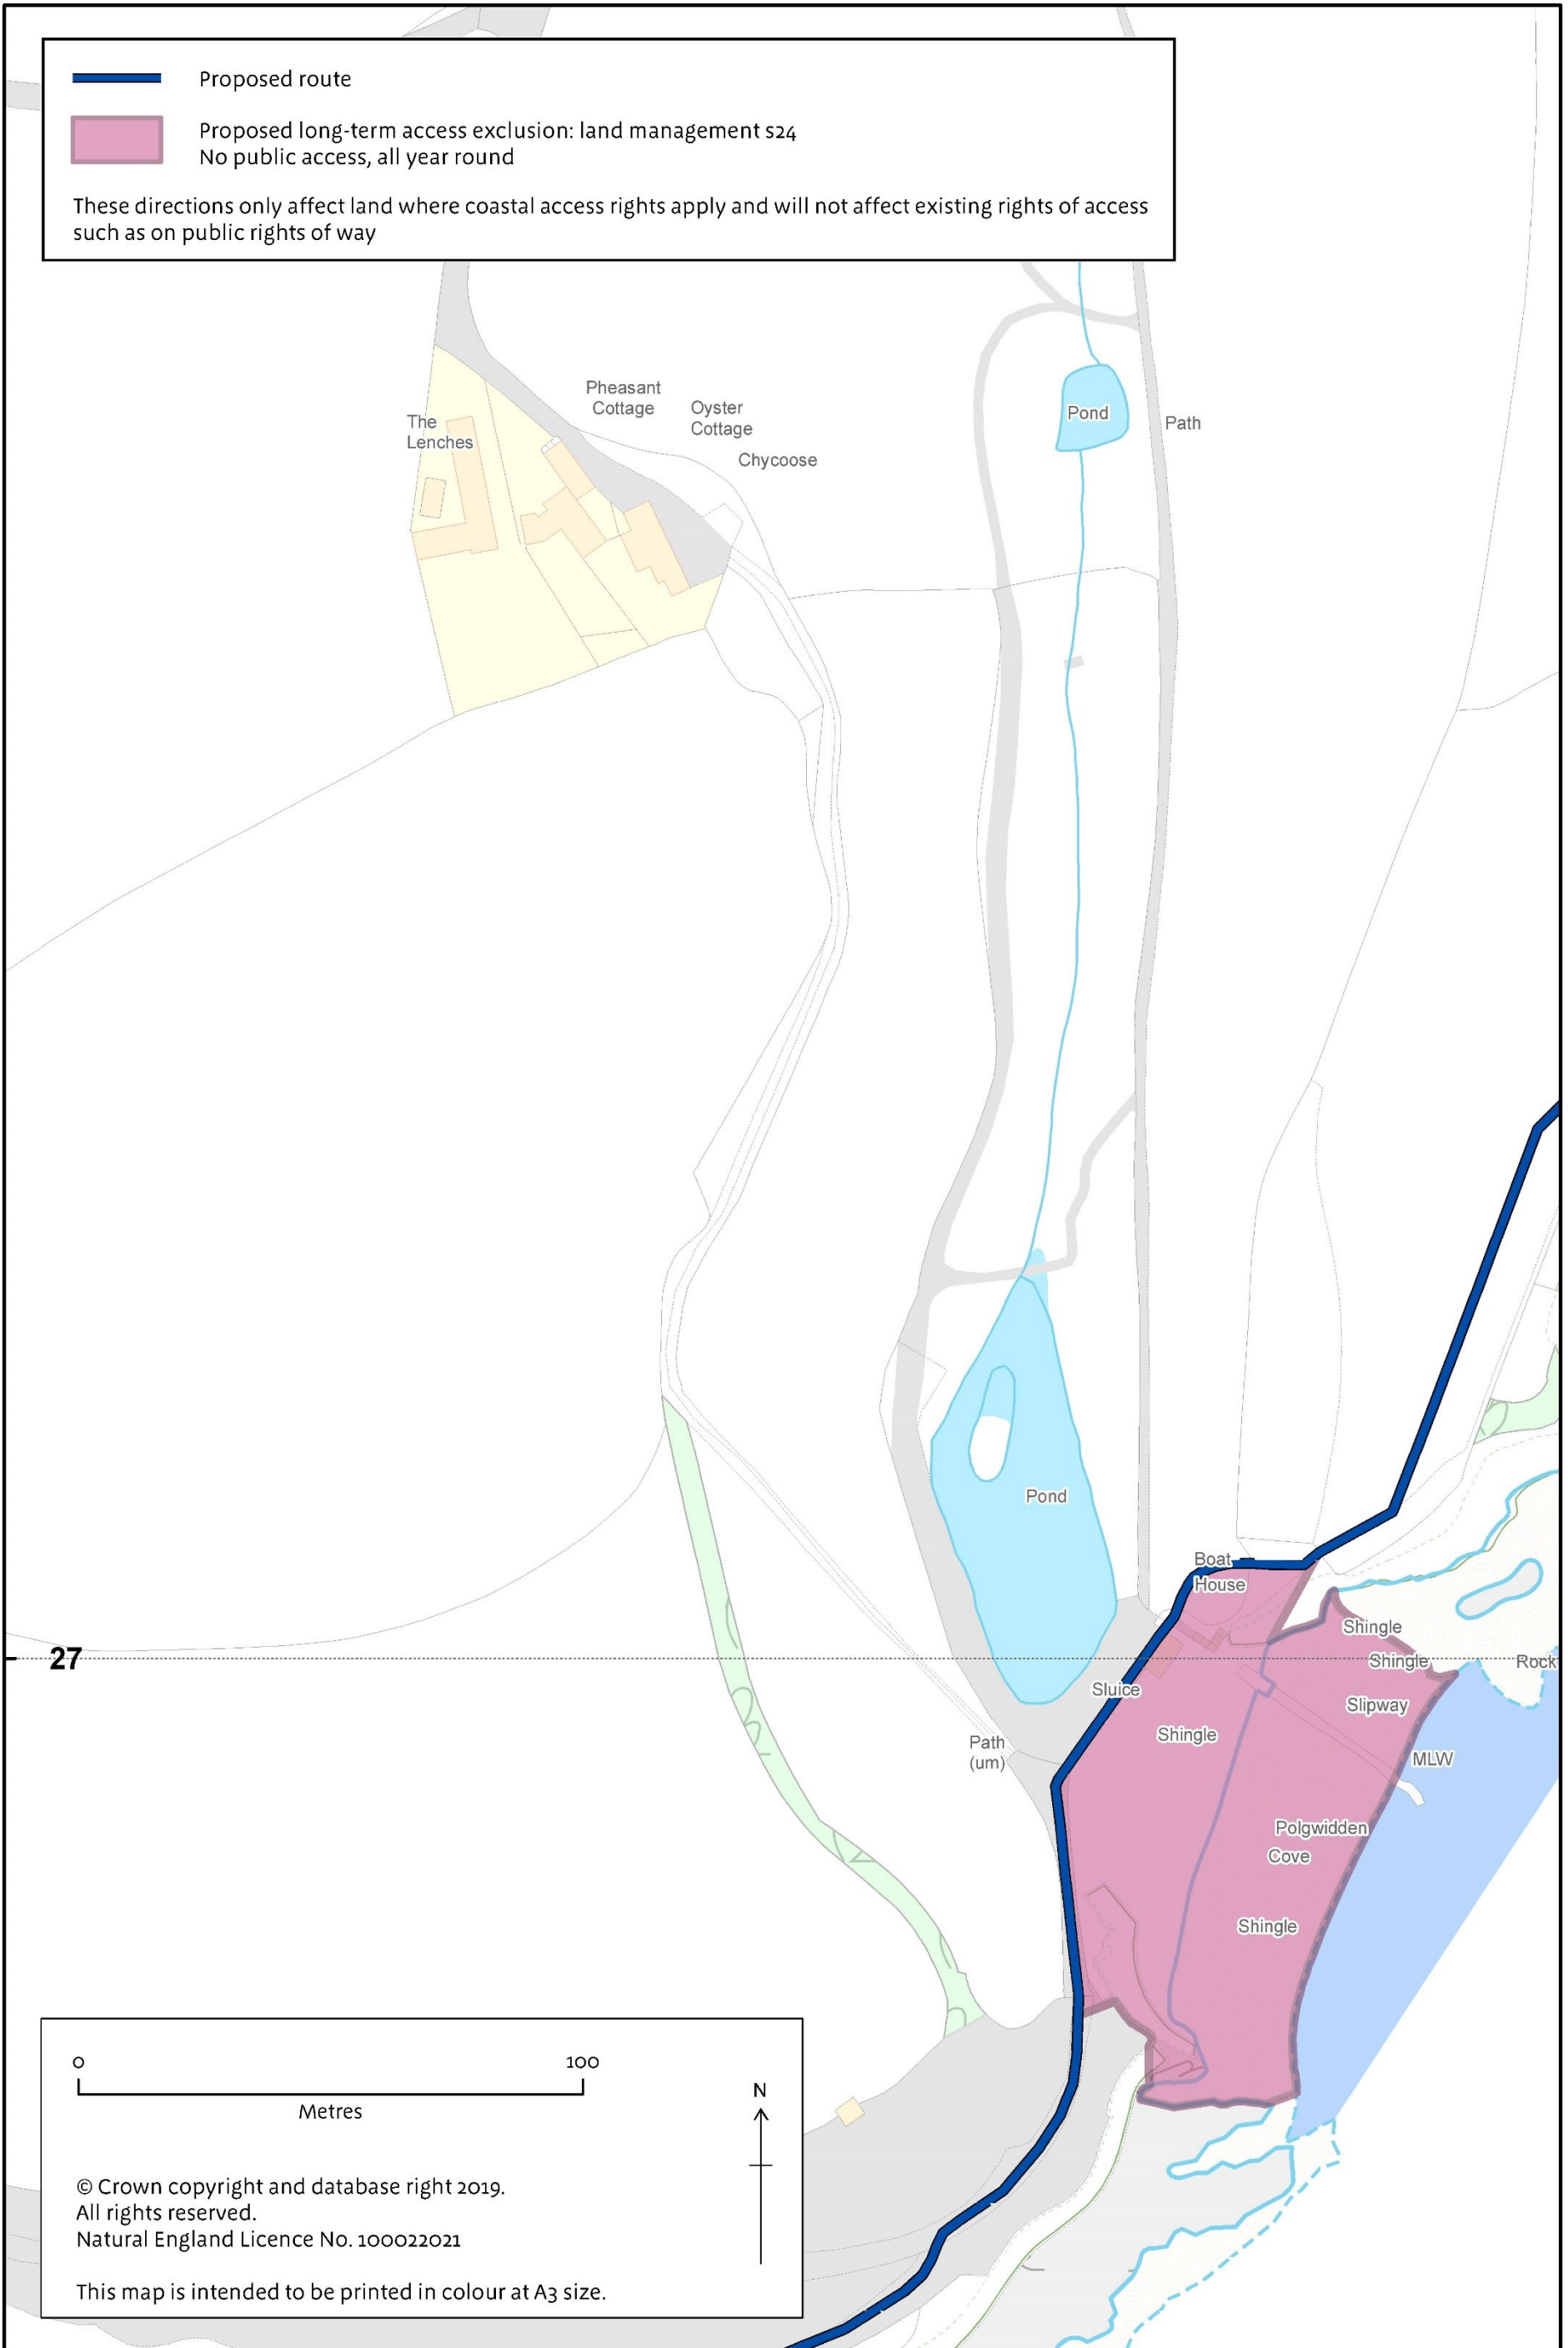 Proposed route
Proposed long-term access exclusion: land management s24
No public access, all year round
These directions only affect land where coastal access rights apply and will not affect existing rights of access
such as on public rights of way
Pheasant
Cottage
Oyster
Cottage
Chycoose
The
Lenches
Pond
Path
Pond
Boat
House
Shingle
Shingle
Rock
27
Sluice
Slipway
Shingle
Path
(um)
MLW
Polgwidden
Cove
Shingle
0 100
Metres
N
© Crown copyright and database right 2019.
All rights reserved.
Natural England Licence No. 100022021
This map is intended to be printed in colour at A3 size.